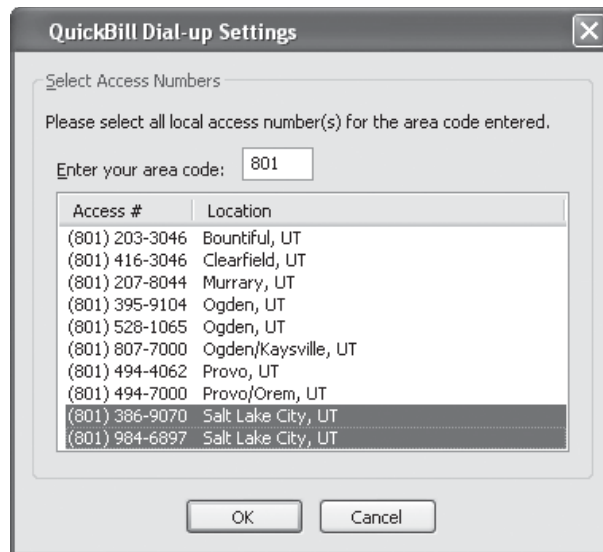 QuickBill Dial-up Settings
Select Access Numbers
Please select all local access number(s) for the area code entered.
Enter your area code: 801
Access # Location
(801) 203-3046 Bountiful, UT
(801) 416-3046 Clearfield, UT
(801) 207-8044 Murrary, UT
(801) 395-9104 Ogden, UT
(801) 528-1065 Ogden, UT
(801) 807-7000 Ogden/Kaysville, UT
(801) 494-4062 Provo, UT
(801) 494-7000 Provo/Orem, UT
(801) 386-9070 Salt Lake City, UT
(801) 984-6897 Salt Lake City, UT
OK Cancel